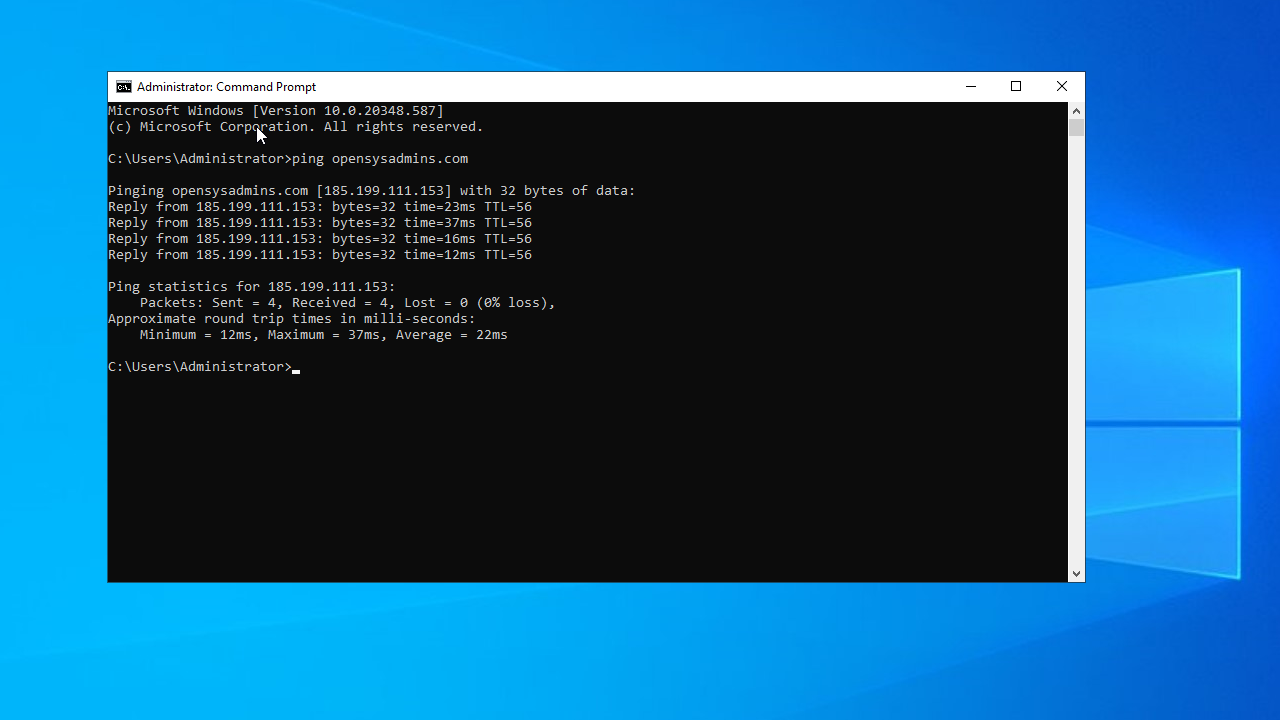 Administrator: Command Prompt
Microsoft Windows [Version 10.0.20348.587]
(c) Microsoft Corporation. All rights reserved.
C:\Users\Administrator>ping opensysadmins.com
Pinging opensysadmins.com [185.199.111.153] with 32 bytes of data:
Reply from 185.199.111.153: bytes=32 time=23ms TTL=56
Reply from 185.199.111.153: bytes=32 time=37ms TTL=56
Reply from 185.199.111.153: bytes=32 time=16ms TTL=56
Reply from 185.199.111.153: bytes=32 time=12ms TTL=56
Ping statistics for 185.199.111.153:
    Packets: Sent = 4, Received = 4, Lost = 0 (0% loss),
Approximate round trip times in milli-seconds:
    Minimum = 12ms, Maximum = 37ms, Average = 22ms
C:\Users\Administrator>